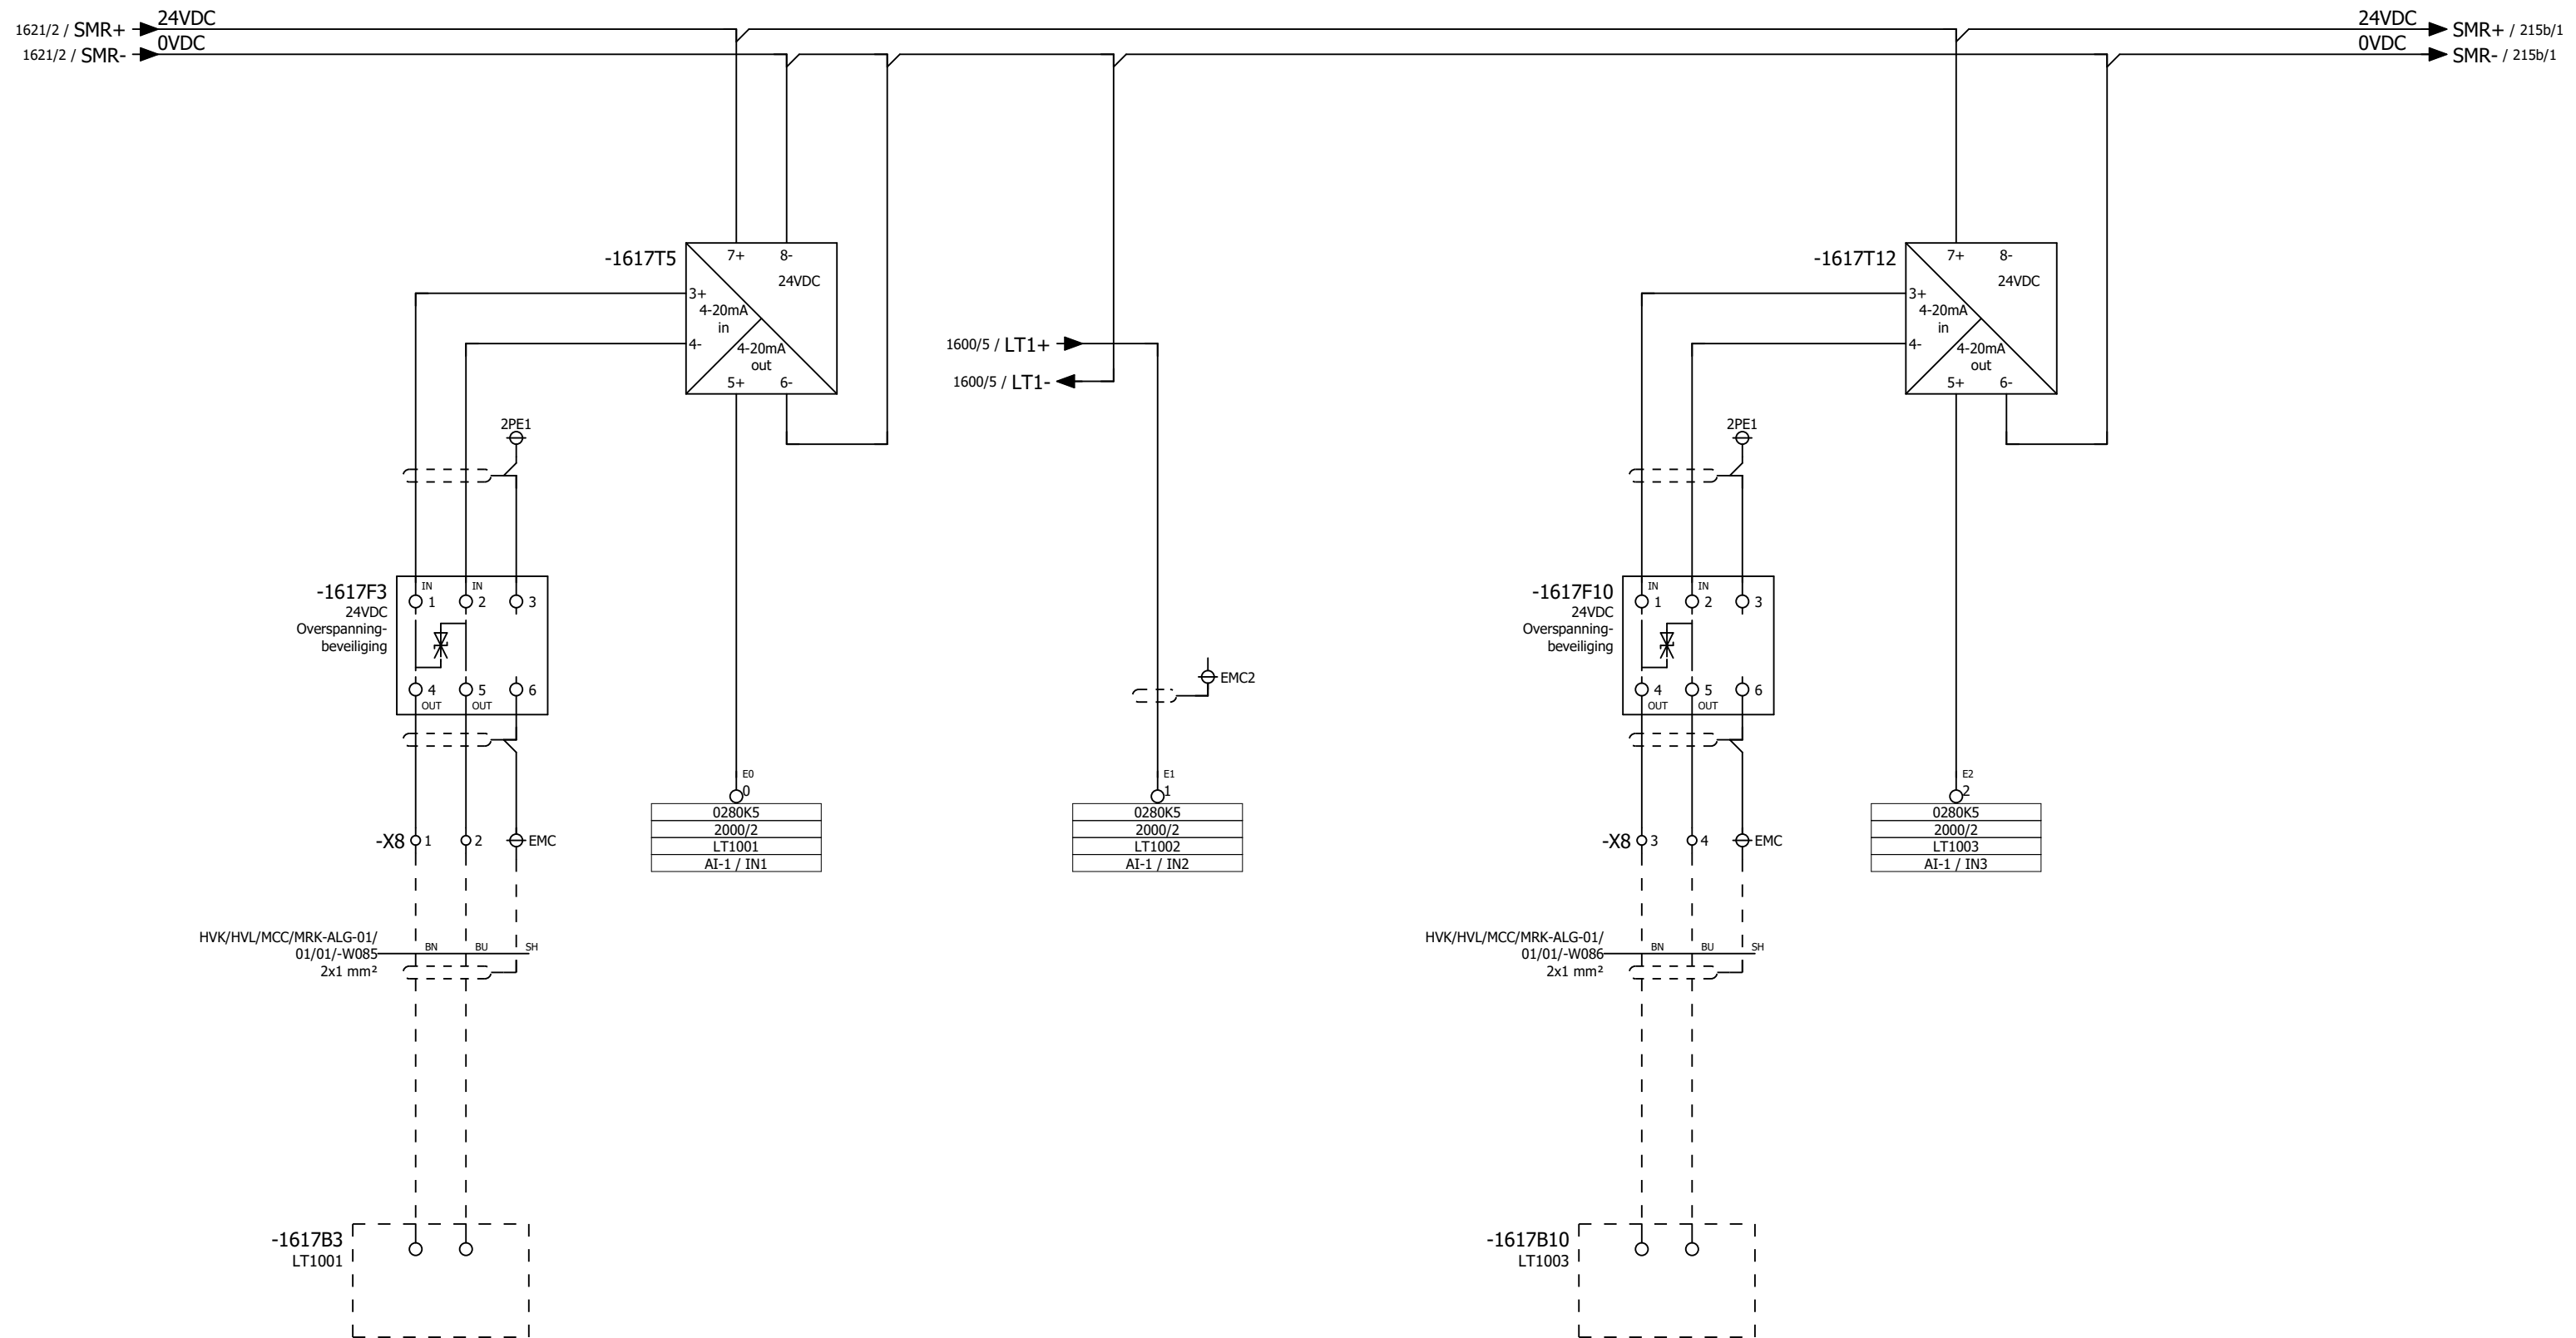 1621/2 / SMR+
24VDC
24VDC
SMR+ / 215b/1
1621/2 / SMR-
0VDC
0VDC
SMR- / 215b/1
-1617T5
7+ 8-
24VDC
3+
4-20mA
in
4-
4-20mA
out
5+ 6-
1600/5 / LT1+
1600/5 / LT1-
-1617T12
7+ 8-
24VDC
3+
4-20mA
in
4-
4-20mA
out
5+ 6-
2PE1
2PE1
-1617F3
24VDC
Overspanning-
beveiliging
IN IN
1 2 3
4 5 6
OUT OUT
-1617F10
24VDC
Overspanning-
beveiliging
IN IN
1 2 3
4 5 6
OUT OUT
EMC2
E0
0
0280K5
2000/2
LT1001
AI-1 / IN1
E1
1
0280K5
2000/2
LT1002
AI-1 / IN2
E2
2
0280K5
2000/2
LT1003
AI-1 / IN3
-X8 1 2 EMC
-X8 3 4 EMC
HVK/HVL/MCC/MRK-ALG-01/
01/01/-W085
2x1 mm²
BN BU SH
HVK/HVL/MCC/MRK-ALG-01/
01/01/-W086
2x1 mm²
BN BU SH
-1617B3
LT1001
-1617B10
LT1003